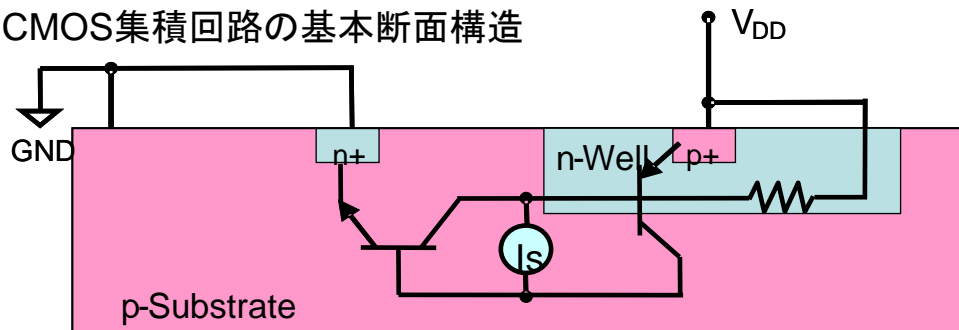 CMOS集積回路の基本断面構造
VDD
GND
n+
n-Well
p+
Is
p-Substrate